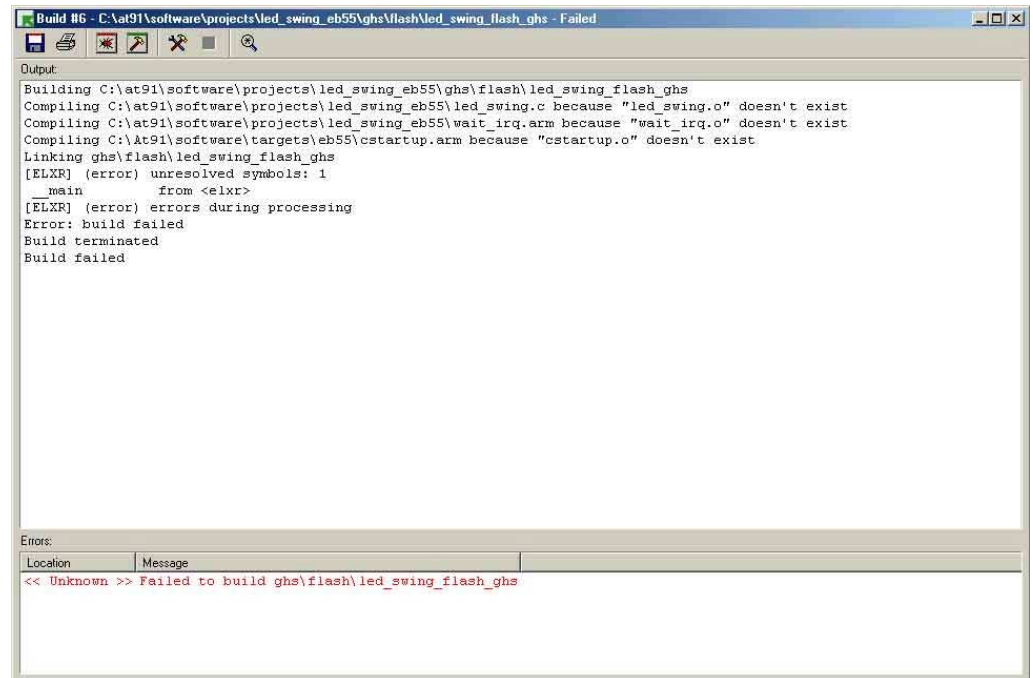 Build #6 - C:\at91\software\projects\led_swing_eb55\ghs\flash\led_swing_flash_ghs - Failed
Output:
Building C:\at91\software\projects\led_swing_eb55\ghs\flash\led_swing_flash_ghs
Compiling C:\at91\software\projects\led_swing_eb55\led_swing.c because "led_swing.o" doesn't exist
Compiling C:\at91\software\projects\led_swing_eb55\wait_irq.arm because "wait_irq.o" doesn't exist
Compiling C:\At91\software\targets\eb55\cstartup.arm because "cstartup.o" doesn't exist
Linking ghs\flash\led_swing_flash_ghs
[ELXR] (error) unresolved symbols: 1
__main from <elxr>
[ELXR] (error) errors during processing
Error: build failed
Build terminated
Build failed
Errors:
Location Message
<< Unknown >> Failed to build ghs\flash\led_swing_flash_ghs